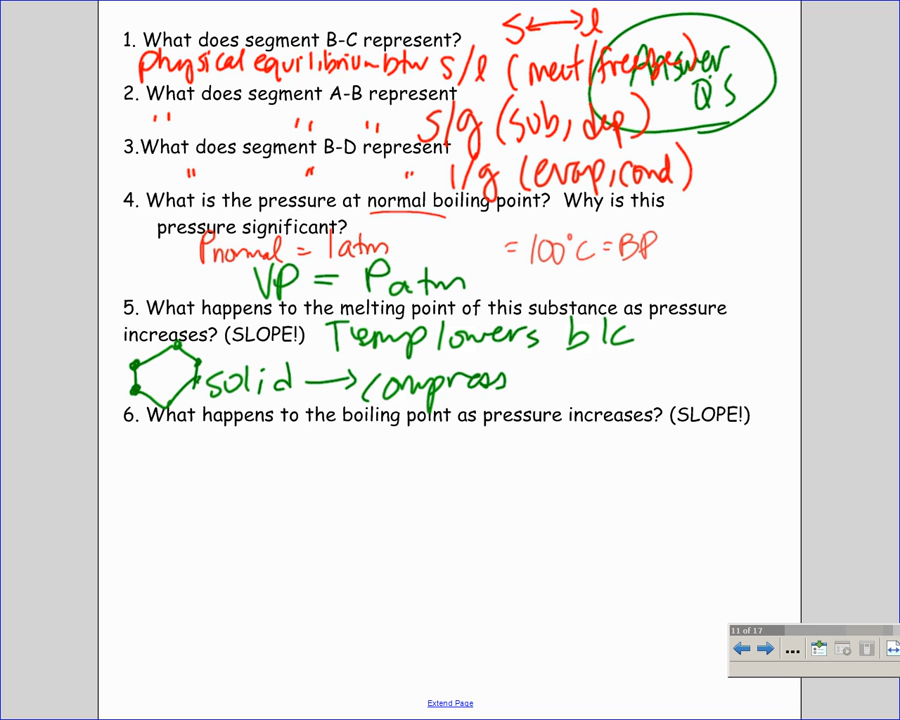 1. What does segment B-C represent?
s ↔ l
physical equilibrium btw s/l (melt/freeze)
Answer
Qs
2. What does segment A-B represent
" " " s/g (sub, dep)
3.What does segment B-D represent
" " " l/g (evap, cond)
4. What is the pressure at normal boiling point? Why is this
pressure significant?
Pnormal = 1atm = 100°C = BP
VP = Patm
5. What happens to the melting point of this substance as pressure
increases? (SLOPE!) Temp lowers b/c
solid → compress
6. What happens to the boiling point as pressure increases? (SLOPE!)
11 of 17
...
Extend Page